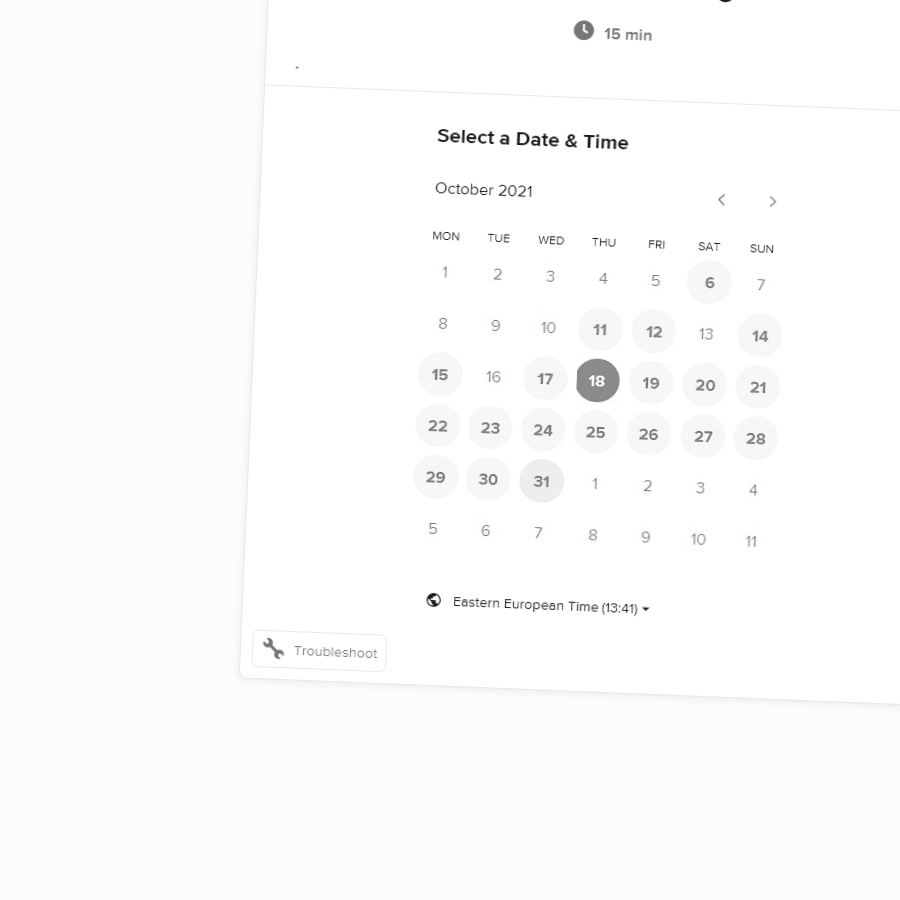 15 min
.
Select a Date & Time
October 2021
MON TUE WED THU FRI SAT SUN
1 2 3 4 5 6 7
8 9 10 11 12 13 14
15 16 17 18 19 20 21
22 23 24 25 26 27 28
29 30 31 1 2 3 4
5 6 7 8 9 10 11
Eastern European Time (13:41)
Troubleshoot